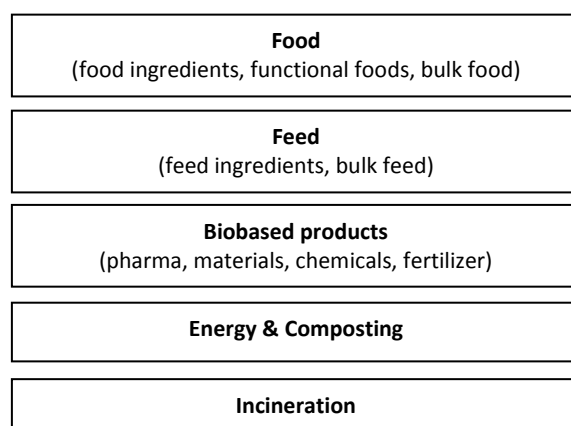 Food
(food ingredients, functional foods, bulk food)
Feed
(feed ingredients, bulk feed)
Biobased products
(pharma, materials, chemicals, fertilizer)
Energy & Composting
Incineration